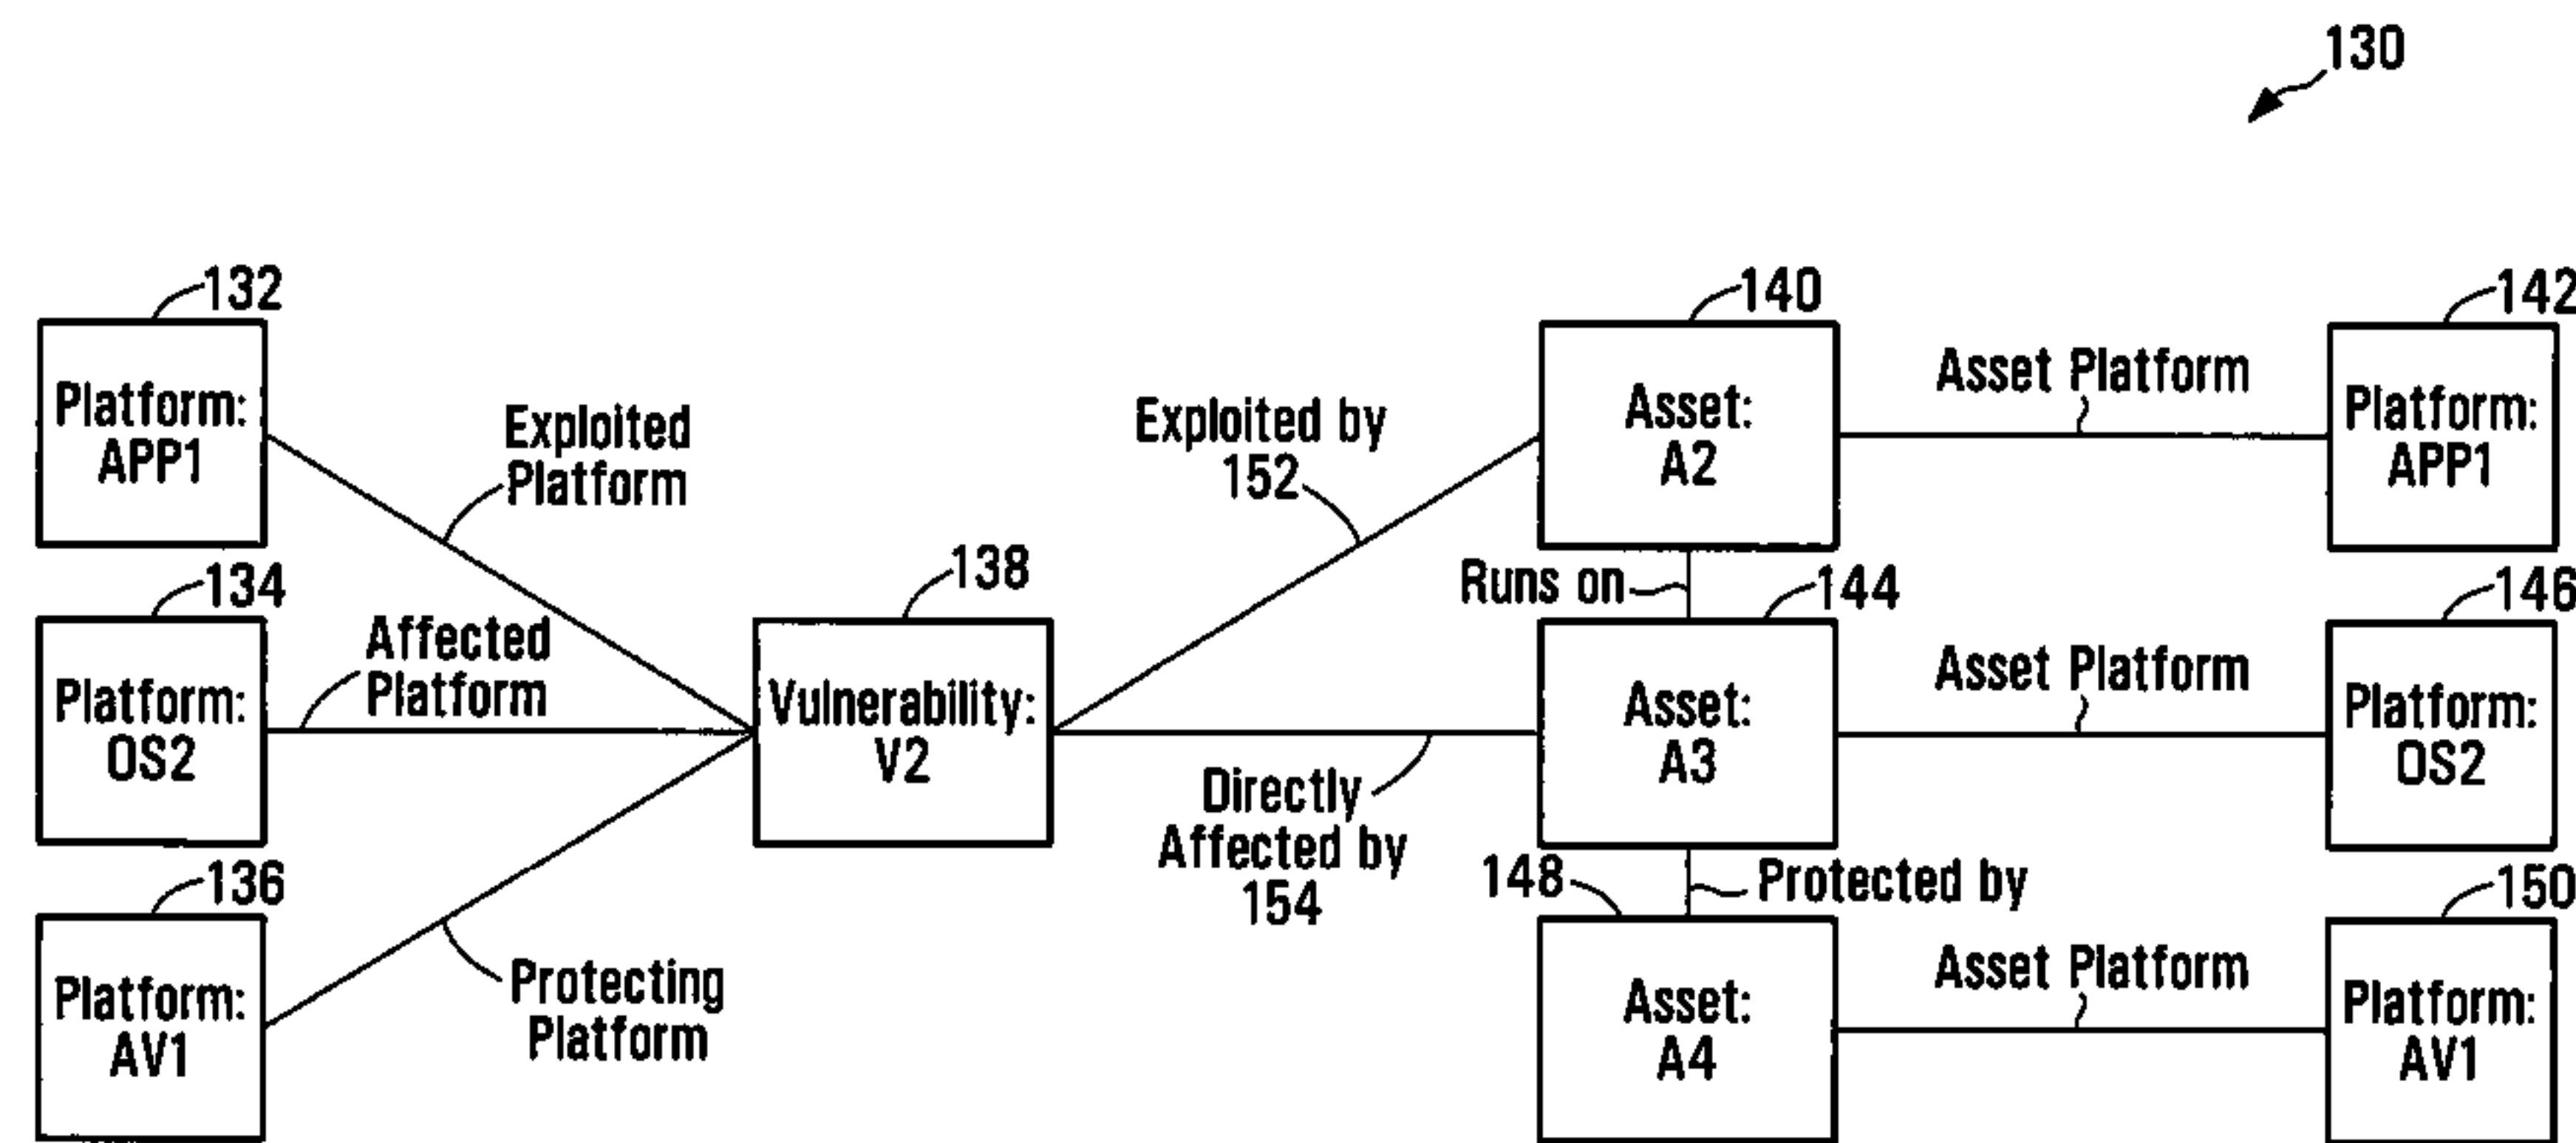 130
132
140
142
Platform:
APP1
Exploited
Platform
Exploited by
152
Asset:
A2
Asset Platform
Platform:
APP1
134
138
Runs on
144
146
Platform:
OS2
Affected
Platform
Vulnerability:
V2
Directly
Affected by
154
Asset:
A3
Asset Platform
Platform:
OS2
136
148
Protected by
150
Platform:
AV1
Protecting
Platform
Asset:
A4
Asset Platform
Platform:
AV1